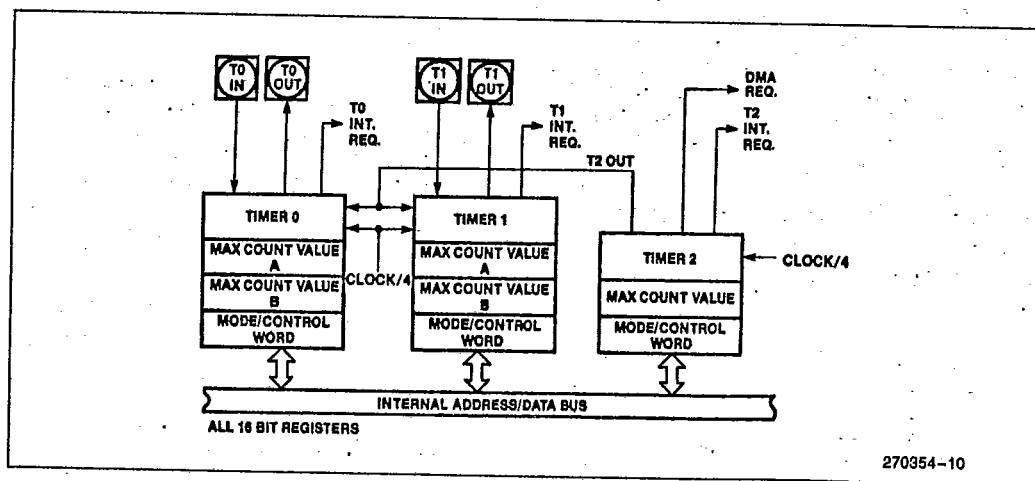 T0
IN
T0
OUT
T1
IN
T1
OUT
DMA
REQ.
T0
INT.
REQ.
T1
INT.
REQ.
T2
INT.
REQ.
T2 OUT
TIMER 0
MAX COUNT VALUE
A
MAX COUNT VALUE
B
MODE/CONTROL
WORD
CLOCK/4
TIMER 1
MAX COUNT VALUE
A
MAX COUNT VALUE
B
MODE/CONTROL
WORD
TIMER 2
MAX COUNT VALUE
MODE/CONTROL
WORD
CLOCK/4
INTERNAL ADDRESS/DATA BUS
ALL 16 BIT REGISTERS
270354-10